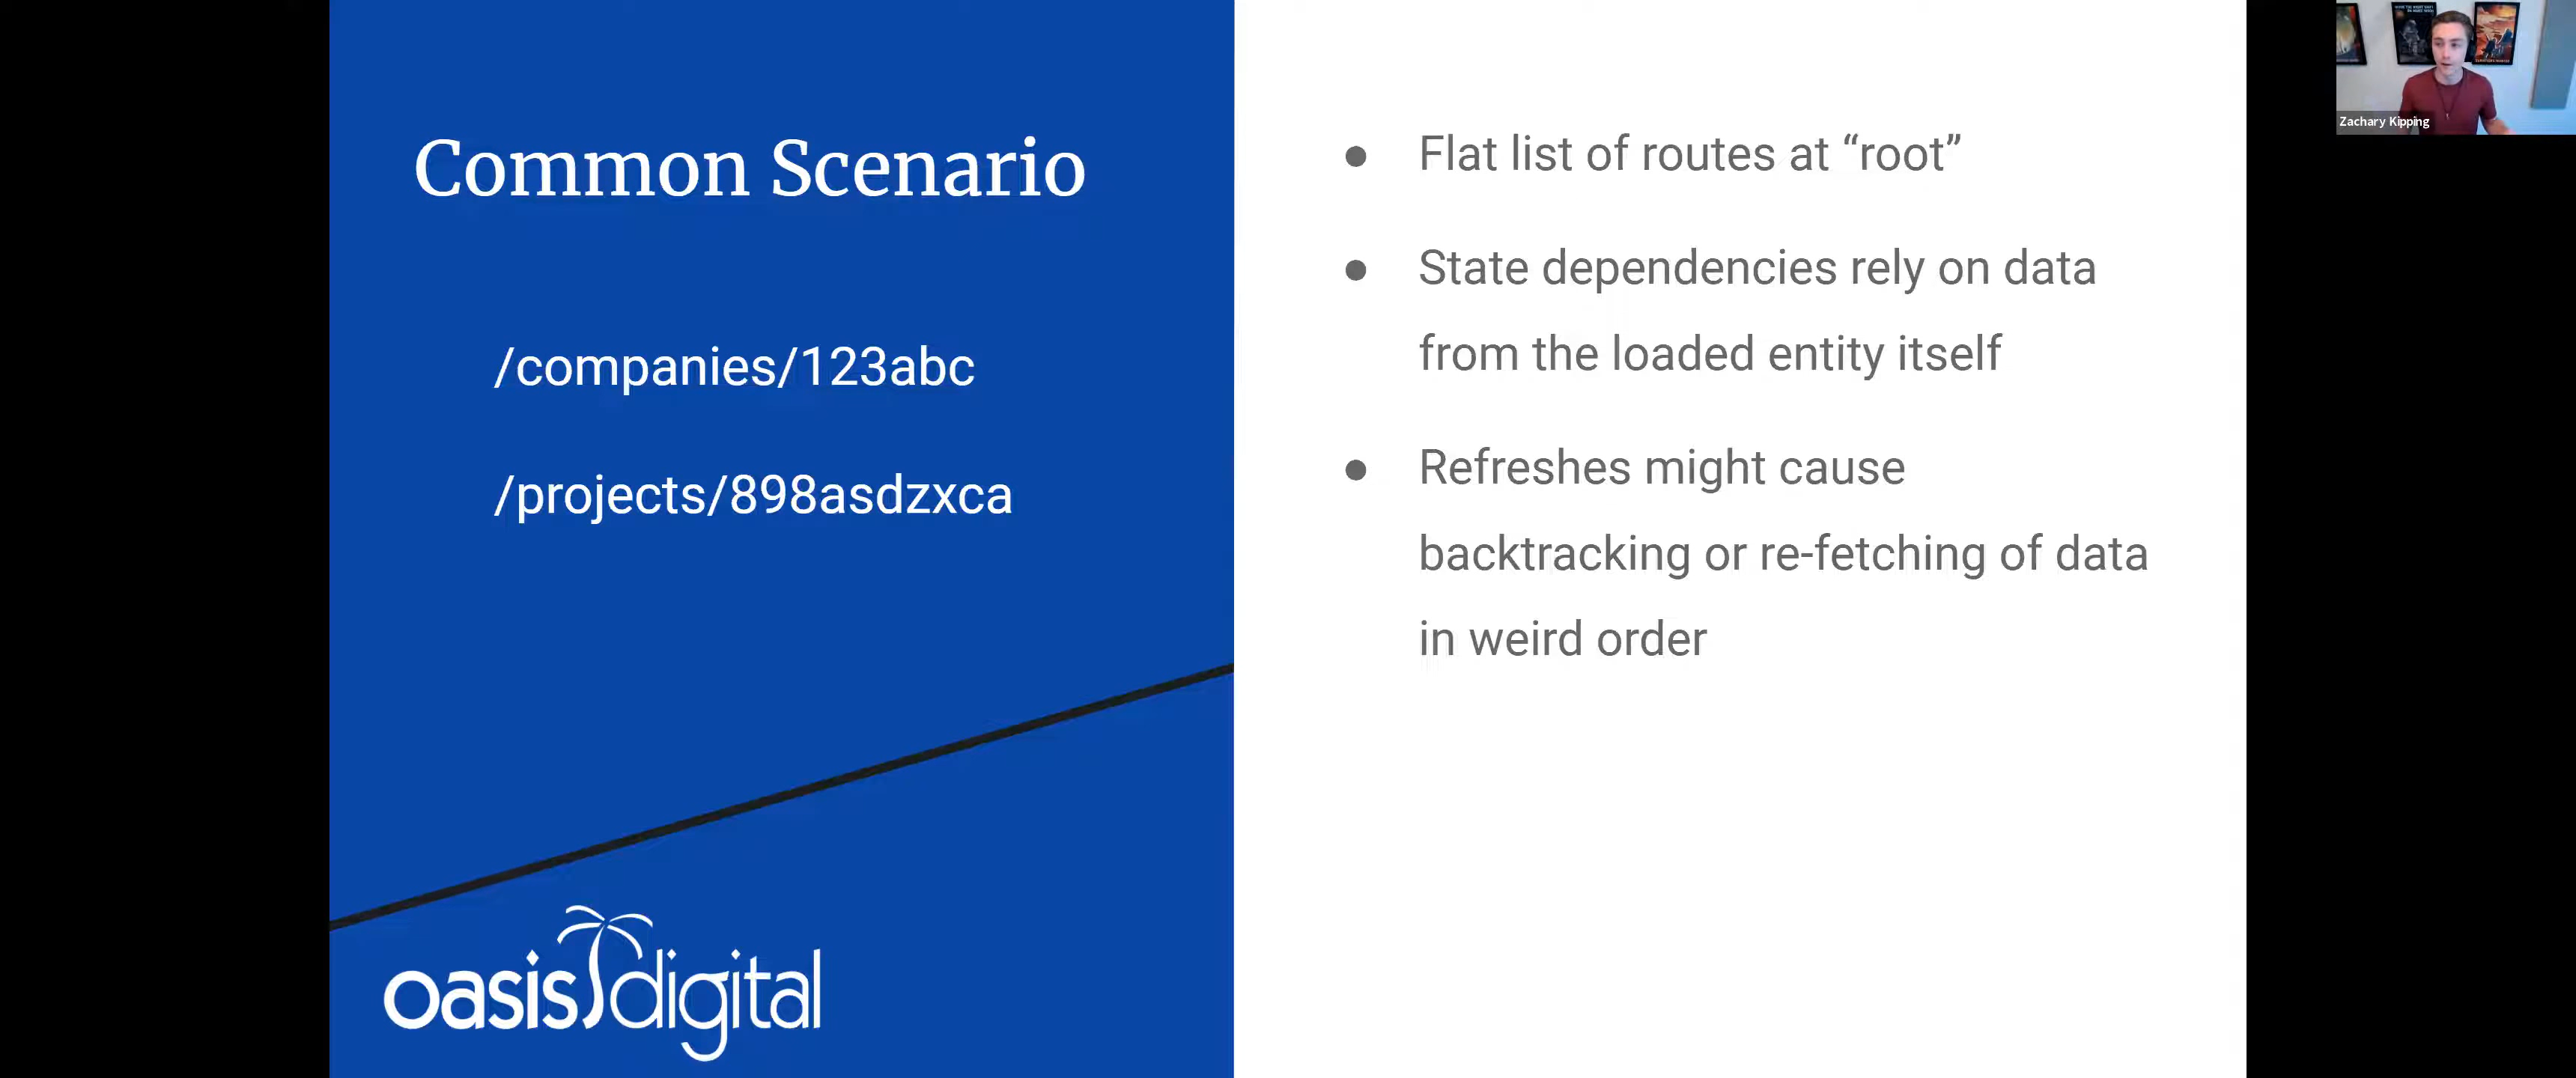 Common Scenario
/companies/123abc
/projects/898asdzxca
oasis digital
● Flat list of routes at “root”
● State dependencies rely on data
from the loaded entity itself
● Refreshes might cause
backtracking or re-fetching of data
in weird order
Zachary Kipping